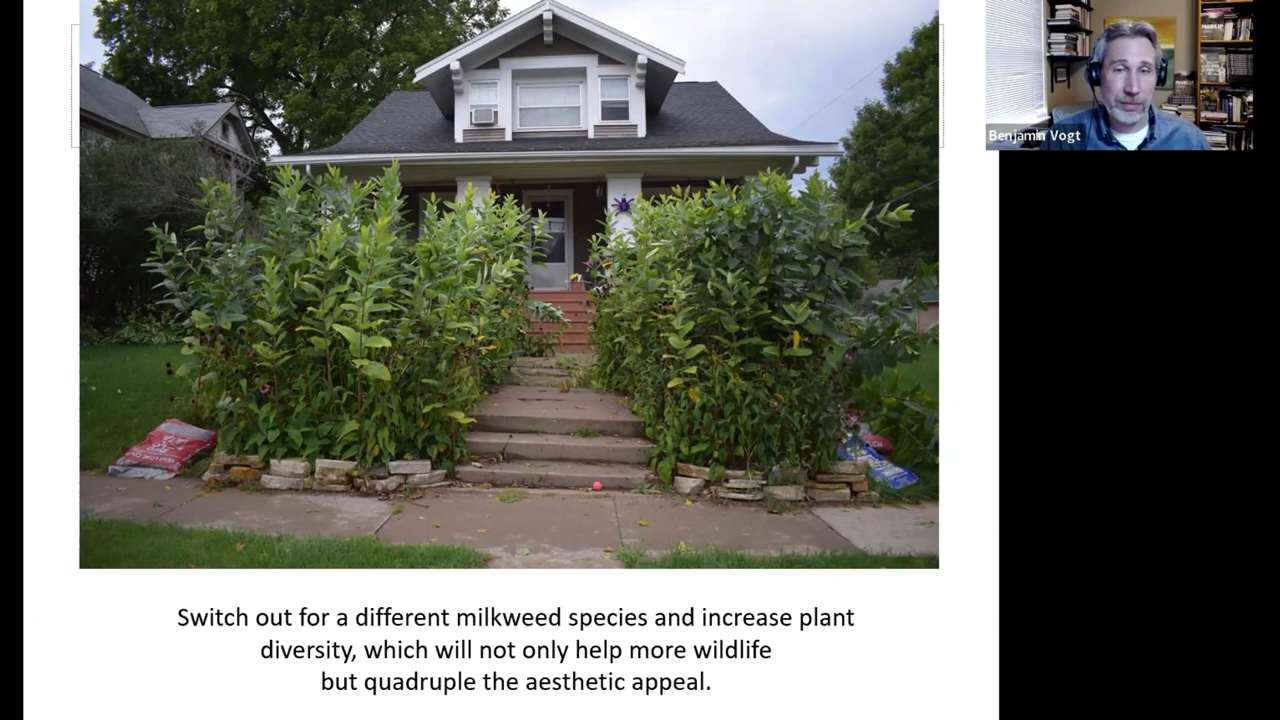 Benjamin Vogt
Switch out for a different milkweed species and increase plant
diversity, which will not only help more wildlife
but quadruple the aesthetic appeal.